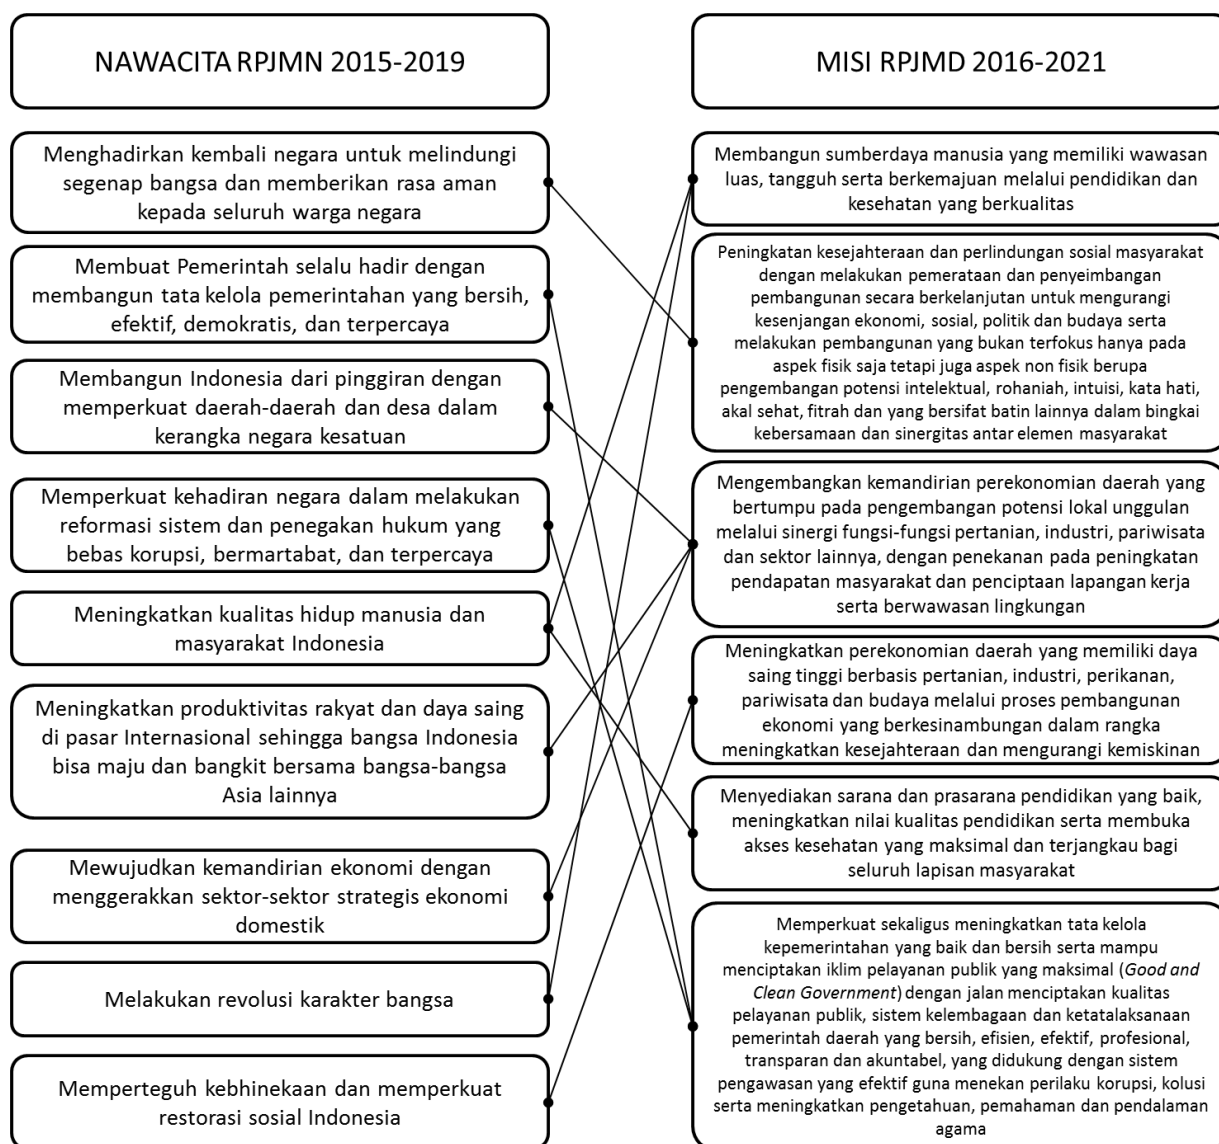 NAWACITA RPJMN 2015-2019
Menghadirkan kembali negara untuk melindungi
segenap bangsa dan memberikan rasa aman
kepada seluruh warga negara
Membuat Pemerintah selalu hadir dengan
membangun tata kelola pemerintahan yang bersih,
efektif, demokratis, dan terpercaya
Membangun Indonesia dari pinggiran dengan
memperkuat daerah-daerah dan desa dalam
kerangka negara kesatuan
Memperkuat kehadiran negara dalam melakukan
reformasi sistem dan penegakan hukum yang
bebas korupsi, bermartabat, dan terpercaya
Meningkatkan kualitas hidup manusia dan
masyarakat Indonesia
Meningkatkan produktivitas rakyat dan daya saing
di pasar Internasional sehingga bangsa Indonesia
bisa maju dan bangkit bersama bangsa-bangsa
Asia lainnya
Mewujudkan kemandirian ekonomi dengan
menggerakkan sektor-sektor strategis ekonomi
domestik
Melakukan revolusi karakter bangsa
Memperteguh kebhinekaan dan memperkuat
restorasi sosial Indonesia
MISI RPJMD 2016-2021
Membangun sumberdaya manusia yang memiliki wawasan
luas, tangguh serta berkemajuan melalui pendidikan dan
kesehatan yang berkualitas
Peningkatan kesejahteraan dan perlindungan sosial masyarakat
dengan melakukan pemerataan dan penyeimbangan
pembangunan secara berkelanjutan untuk mengurangi
kesenjangan ekonomi, sosial, politik dan budaya serta
melakukan pembangunan yang bukan terfokus hanya pada
aspek fisik saja tetapi juga aspek non fisik berupa
pengembangan potensi intelektual, rohaniah, intuisi, kata hati,
akal sehat, fitrah dan yang bersifat batin lainnya dalam bingkai
kebersamaan dan sinergitas antar elemen masyarakat
Mengembangkan kemandirian perekonomian daerah yang
bertumpu pada pengembangan potensi lokal unggulan
melalui sinergi fungsi-fungsi pertanian, industri, pariwisata
dan sektor lainnya, dengan penekanan pada peningkatan
pendapatan masyarakat dan penciptaan lapangan kerja
serta berwawasan lingkungan
Meningkatkan perekonomian daerah yang memiliki daya
saing tinggi berbasis pertanian, industri, perikanan,
pariwisata dan budaya melalui proses pembangunan
ekonomi yang berkesinambungan dalam rangka
meningkatkan kesejahteraan dan mengurangi kemiskinan
Menyediakan sarana dan prasarana pendidikan yang baik,
meningkatkan nilai kualitas pendidikan serta membuka
akses kesehatan yang maksimal dan terjangkau bagi
seluruh lapisan masyarakat
Memperkuat sekaligus meningkatkan tata kelola
kepemerintahan yang baik dan bersih serta mampu
menciptakan iklim pelayanan publik yang maksimal (Good and
Clean Government) dengan jalan menciptakan kualitas
pelayanan publik, sistem kelembagaan dan ketatalaksanaan
pemerintah daerah yang bersih, efisien, efektif, profesional,
transparan dan akuntabel, yang didukung dengan sistem
pengawasan yang efektif guna menekan perilaku korupsi, kolusi
serta meningkatkan pengetahuan, pemahaman dan pendalaman
agama